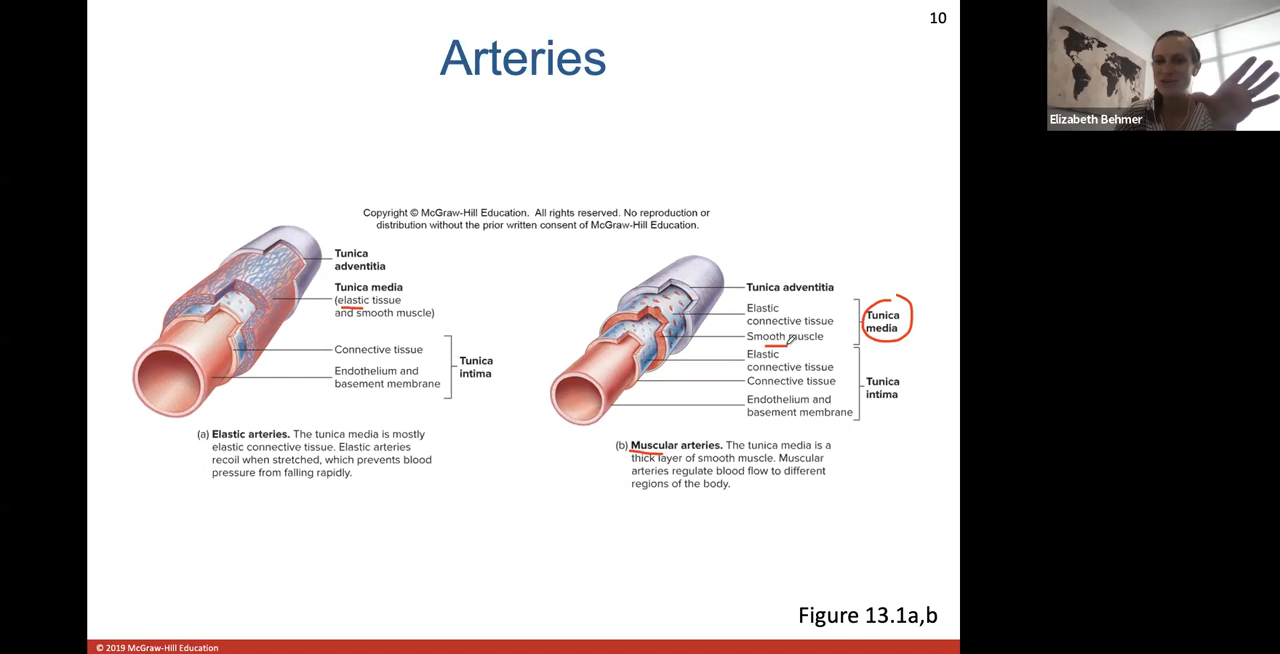 10
Arteries
Elizabeth Behmer
Copyright © McGraw-Hill Education. All rights reserved. No reproduction or
distribution without the prior written consent of McGraw-Hill Education.
Tunica
adventitia
Tunica media
(elastic tissue
and smooth muscle)
Connective tissue
Endothelium and
basement membrane
Tunica
intima
(a) Elastic arteries. The tunica media is mostly
elastic connective tissue. Elastic arteries
recoil when stretched, which prevents blood
pressure from falling rapidly.
Tunica adventitia
Elastic
connective tissue
Smooth muscle
Elastic
connective tissue
Connective tissue
Endothelium and
basement membrane
Tunica
media
Tunica
intima
(b) Muscular arteries. The tunica media is a
thick layer of smooth muscle. Muscular
arteries regulate blood flow to different
regions of the body.
Figure 13.1a,b
© 2019 McGraw-Hill Education